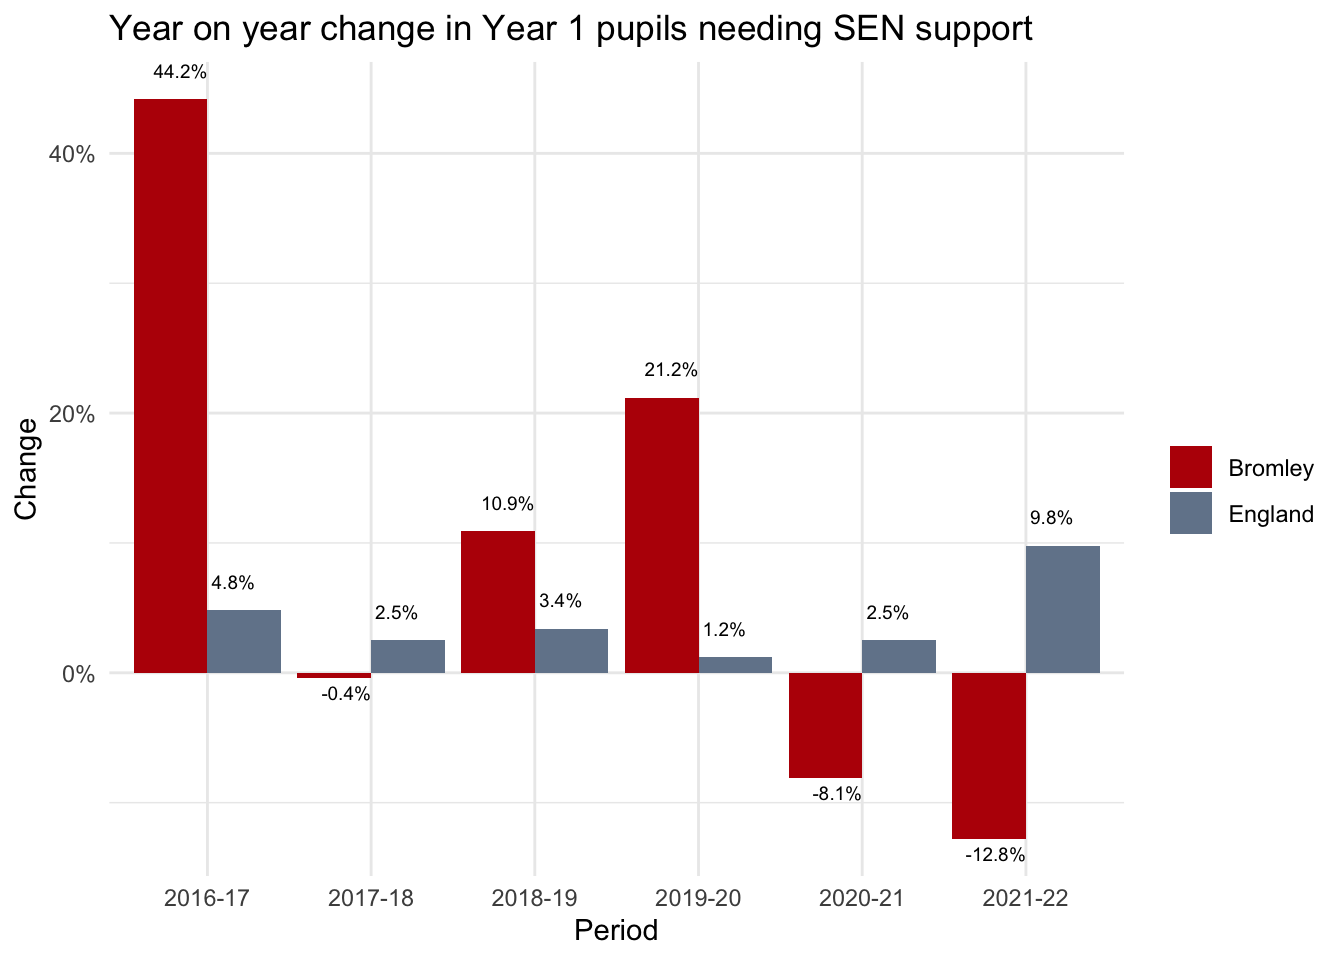 Year on year change in Year 1 pupils needing SEN support
44.2%
40%
21.2%
20%
Change
Bromley
England
10.9%
9.8%
4.8%
2.5%
3.4%
1.2%
2.5%
0%
-0.4%
-8.1%
-12.8%
2016-17 2017-18 2018-19 2019-20 2020-21 2021-22
Period